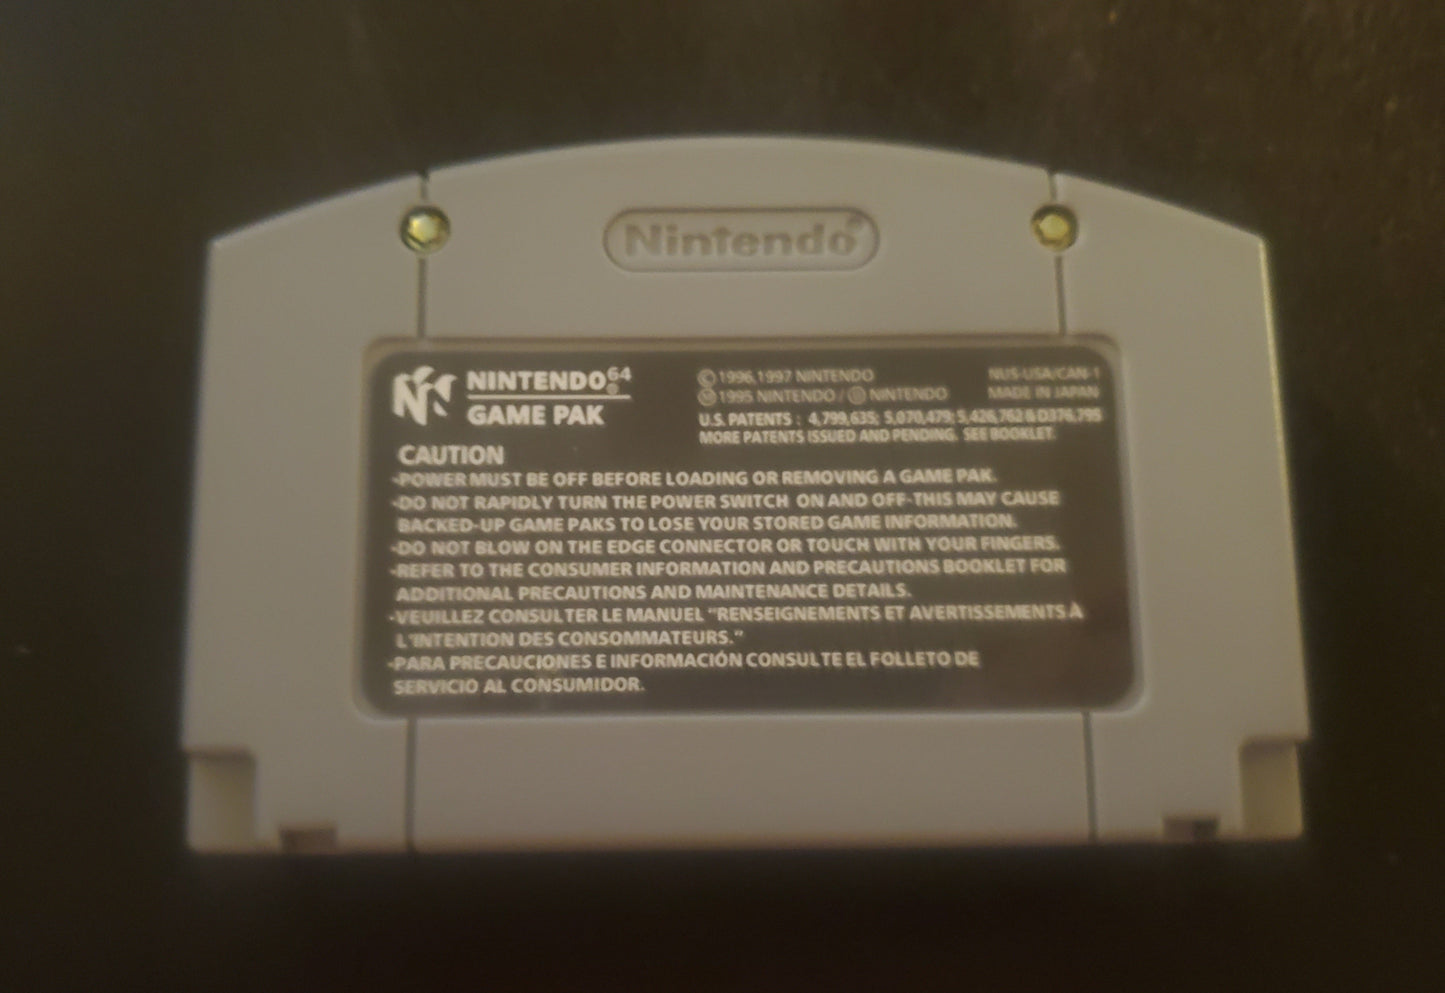 Nintendo®
NINTENDO64®
GAME PAK
©1996,1997 NINTENDO
NUS-USA/CAN-1
Ⓜ1995 NINTENDO / Ⓓ NINTENDO
MADE IN JAPAN
U.S. PATENTS : 4,799,635; 5,070,479; 5,426,762 & D376,795
MORE PATENTS ISSUED AND PENDING. SEE BOOKLET.
CAUTION
•POWER MUST BE OFF BEFORE LOADING OR REMOVING A GAME PAK.
•DO NOT RAPIDLY TURN THE POWER SWITCH ON AND OFF-THIS MAY CAUSE
BACKED-UP GAME PAKS TO LOSE YOUR STORED GAME INFORMATION.
•DO NOT BLOW ON THE EDGE CONNECTOR OR TOUCH WITH YOUR FINGERS.
•REFER TO THE CONSUMER INFORMATION AND PRECAUTIONS BOOKLET FOR
ADDITIONAL PRECAUTIONS AND MAINTENANCE DETAILS.
•VEUILLEZ CONSULTER LE MANUEL "RENSEIGNEMENTS ET AVERTISSEMENTS À
L'INTENTION DES CONSOMMATEURS."
•PARA PRECAUCIONES E INFORMACIÓN CONSULTE EL FOLLETO DE
SERVICIO AL CONSUMIDOR.